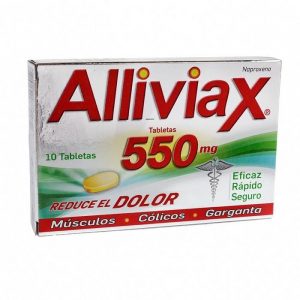 Naproxeno
Alliviax®
Tabletas
10 Tabletas
550 mg
Eficaz
Rápido
Seguro
REDUCE EL DOLOR
Músculos • Cólicos • Garganta